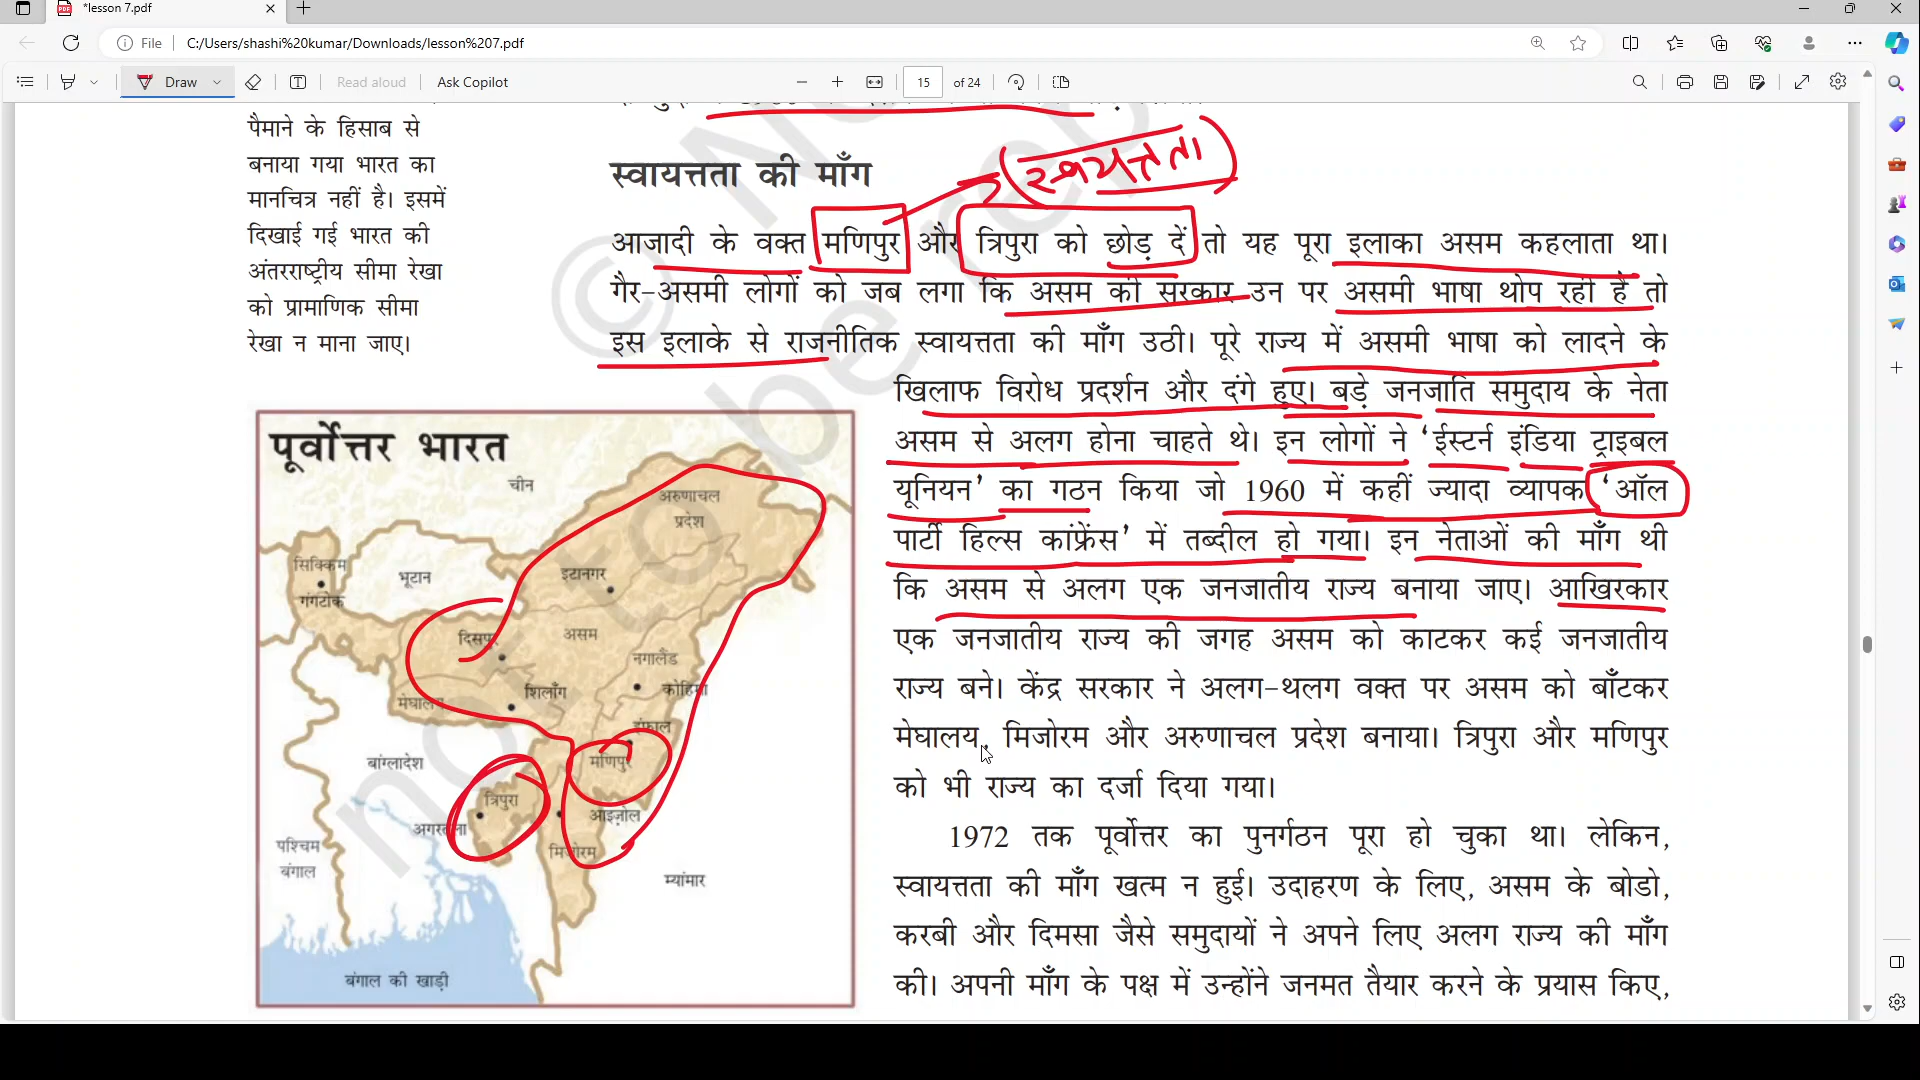 *lesson 7.pdf
File
C:/Users/shashi%20kumar/Downloads/lesson%207.pdf
Draw
Read aloud
Ask Copilot
15
of 24
पैमाने के हिसाब से
बनाया गया भारत का
मानचित्र नहीं है। इसमें
दिखाई गई भारत की
अंतरराष्ट्रीय सीमा रेखा
को प्रामाणिक सीमा
रेखा न माना जाए।
स्वायत्तता की माँग
आजादी के वक्त मणिपुर और त्रिपुरा को छोड़ दें तो यह पूरा इलाका असम कहलाता था।
गैर-असमी लोगों को जब लगा कि असम की सरकार उन पर असमी भाषा थोप रही है तो
इस इलाके से राजनीतिक स्वायत्तता की माँग उठी। पूरे राज्य में असमी भाषा को लादने के
खिलाफ विरोध प्रदर्शन और दंगे हुए। बड़े जनजाति समुदाय के नेता
असम से अलग होना चाहते थे। इन लोगों ने ‘ईस्टर्न इंडिया ट्राइबल
यूनियन’ का गठन किया जो 1960 में कहीं ज्यादा व्यापक ‘ऑल
पार्टी हिल्स कांफ्रेंस’ में तब्दील हो गया। इन नेताओं की माँग थी
कि असम से अलग एक जनजातीय राज्य बनाया जाए। आखिरकार
एक जनजातीय राज्य की जगह असम को काटकर कई जनजातीय
राज्य बने। केंद्र सरकार ने अलग-थलग वक्त पर असम को बाँटकर
मेघालय, मिजोरम और अरुणाचल प्रदेश बनाया। त्रिपुरा और मणिपुर
को भी राज्य का दर्जा दिया गया।
1972 तक पूर्वोत्तर का पुनर्गठन पूरा हो चुका था। लेकिन,
स्वायत्तता की माँग खत्म न हुई। उदाहरण के लिए, असम के बोडो,
करबी और दिमसा जैसे समुदायों ने अपने लिए अलग राज्य की माँग
की। अपनी माँग के पक्ष में उन्होंने जनमत तैयार करने के प्रयास किए,
पूर्वोत्तर भारत
चीन
अरुणाचल
प्रदेश
सिक्किम
गंगटोक
भूटान
इटानगर
दिसपुर
असम
नगालैंड
शिलाँग
कोहिमा
मेघालय
इंफाल
बांग्लादेश
मणिपुर
त्रिपुरा
आइज़ोल
अगरतला
मिजोरम
पश्चिम
बंगाल
म्यांमार
बंगाल की खाड़ी